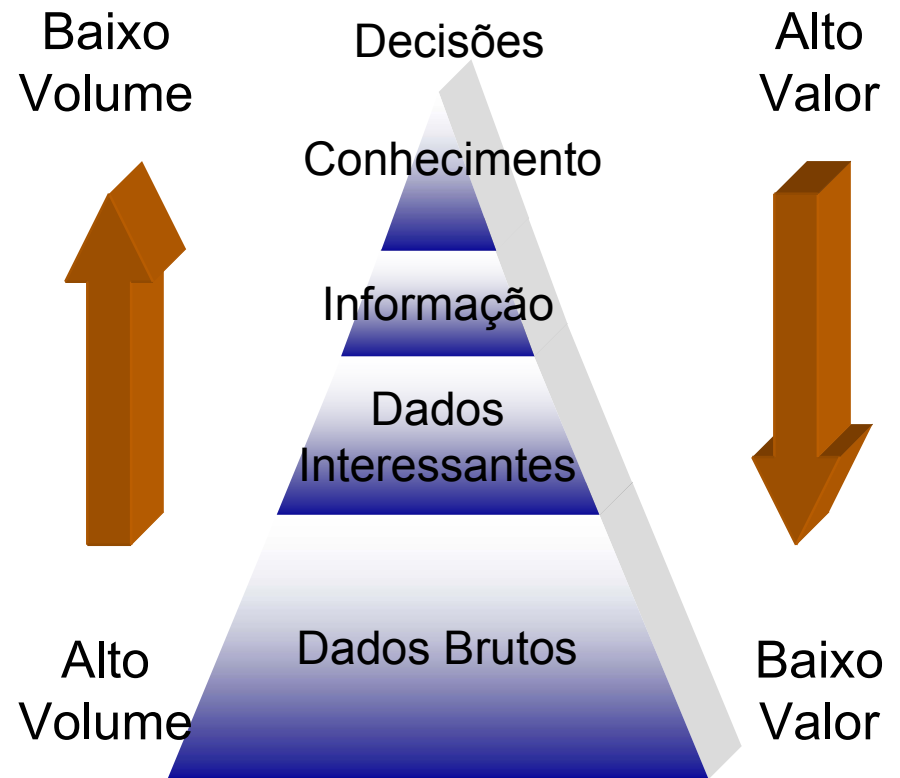 Baixo
Volume
Decisões
Alto
Valor
Conhecimento
Informação
Dados
Interessantes
Dados Brutos
Alto
Volume
Baixo
Valor